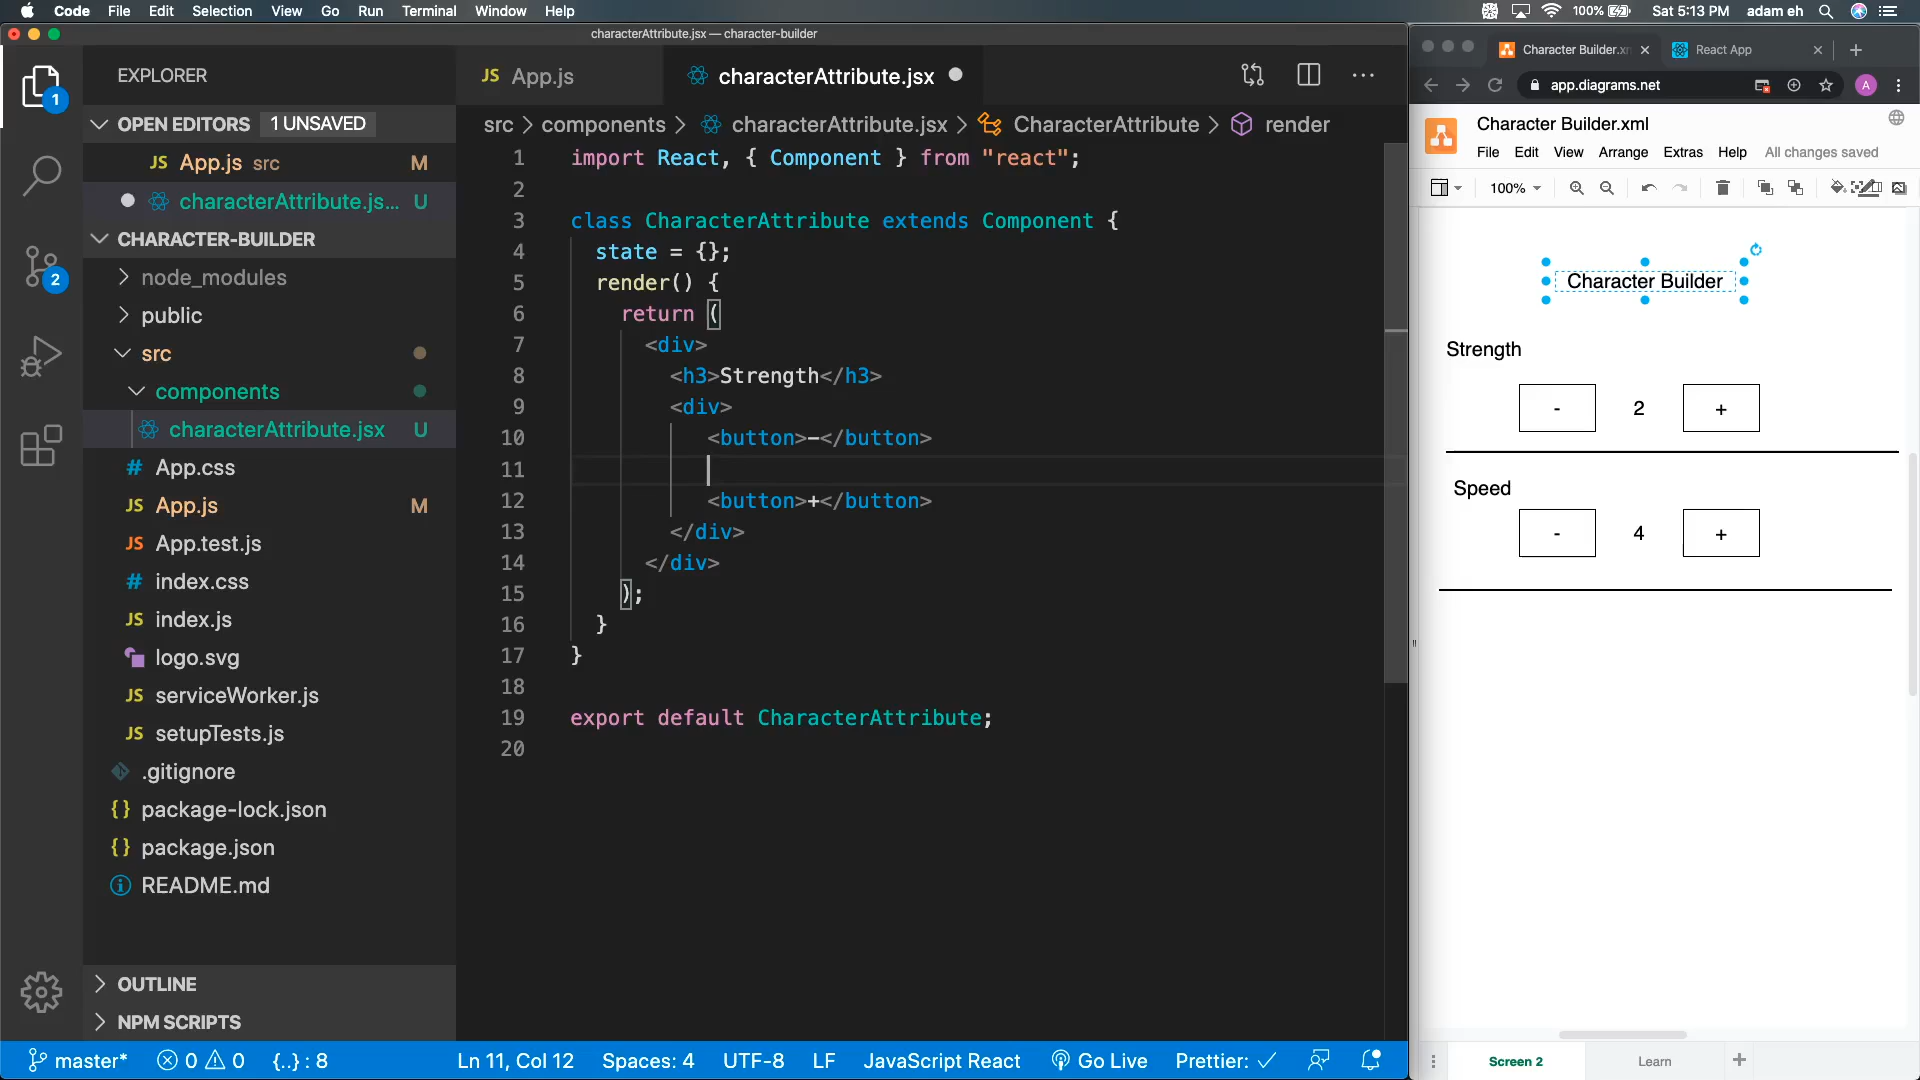 Code File Edit Selection View Go Run Terminal Window Help 100% Sat 5:13 PM adam eh
characterAttribute.jsx — character-builder
EXPLORER
OPEN EDITORS 1 UNSAVED
JS App.js src M
characterAttribute.js... U
CHARACTER-BUILDER
node_modules
public
src
components
characterAttribute.jsx U
# App.css
JS App.js M
JS App.test.js
# index.css
JS index.js
logo.svg
JS serviceWorker.js
JS setupTests.js
.gitignore
{} package-lock.json
{} package.json
README.md
OUTLINE
NPM SCRIPTS
1
2
JS App.js characterAttribute.jsx
src > components > characterAttribute.jsx > CharacterAttribute > render
1 import React, { Component } from "react";
2
3 class CharacterAttribute extends Component {
4 state = {};
5 render() {
6 return (
7 <div>
8 <h3>Strength</h3>
9 <div>
10 <button>-</button>
11
12 <button>+</button>
13 </div>
14 </div>
15 );
16 }
17 }
18
19 export default CharacterAttribute;
20
master* 0 0 {..} : 8 Ln 11, Col 12 Spaces: 4 UTF-8 LF JavaScript React Go Live Prettier: ✓
Character Builder.xm React App
app.diagrams.net A
Character Builder.xml
File Edit View Arrange Extras Help All changes saved
100%
Character Builder
Strength
- 2 +
Speed
- 4 +
Screen 2 Learn +